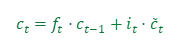 c_t = f_t · c_{t−1} + i_t · č_t